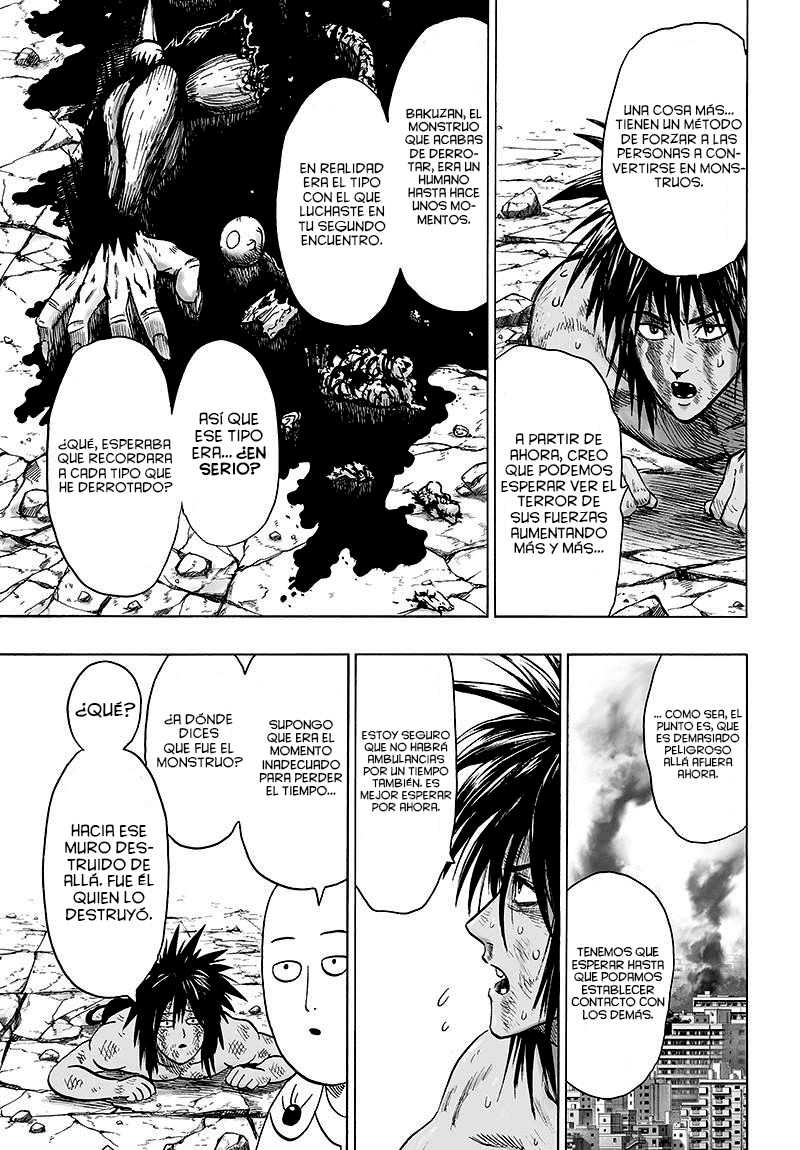 UNA COSA MÁS...
TIENEN UN MÉTODO
DE FORZAR A LAS
PERSONAS A CON-
VERTIRSE EN MONS-
TRUOS.
A PARTIR DE
AHORA, CREO
QUE PODEMOS
ESPERAR VER EL
TERROR DE
SUS FUERZAS
AUMENTANDO
MÁS Y MÁS...
BAKUZAN, EL
MONSTRUO
QUE ACABAS
DE DERRO-
TAR, ERA UN
HUMANO
HASTA HACE
UNOS MO-
MENTOS.
EN REALIDAD
ERA EL TIPO
CON EL QUE
LUCHASTE EN
TU SEGUNDO
ENCUENTRO.
ASÍ QUE
ESE TIPO
ERA... ¿EN
SERIO?
¿QUÉ, ESPERABA
QUE RECORDARA
A CADA TIPO QUE
HE DERROTADO?
... COMO SEA, EL
PUNTO ES, QUE
ES DEMASIADO
PELIGROSO
ALLÁ AFUERA
AHORA.
TENEMOS QUE
ESPERAR HASTA
QUE PODAMOS
ESTABLECER
CONTACTO CON
LOS DEMÁS.
ESTOY SEGURO
QUE NO HABRÁ
AMBULANCIAS
POR UN TIEMPO
TAMBIÉN. ES
MEJOR ESPERAR
POR AHORA.
SUPONGO
QUE ERA EL
MOMENTO
INADECUADO
PARA PERDER
EL TIEMPO...
¿A DÓNDE
DICES
QUE FUE EL
MONSTRUO?
¿QUÉ?
HACIA ESE
MURO DES-
TRUIDO DE
ALLÁ. FUE ÉL
QUIEN LO
DESTRUYÓ.